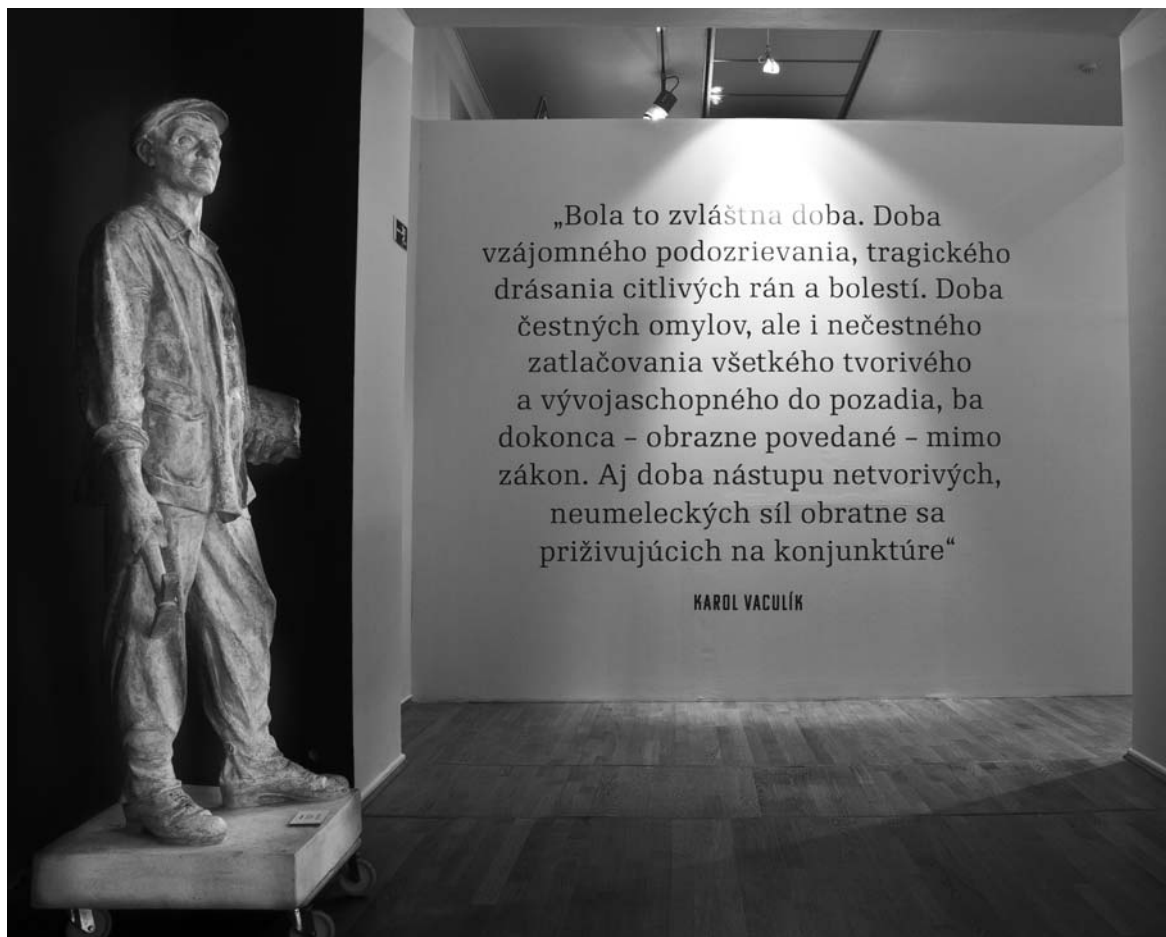 „Bola to zvláštna doba. Doba
vzájomného podozrievania, tragického
drásania citlivých rán a bolestí. Doba
čestných omylov, ale i nečestného
zatlačovania všetkého tvorivého
a vývojaschopného do pozadia, ba
dokonca – obrazne povedané – mimo
zákon. Aj doba nástupu netvorivých,
neumeleckých síl obratne sa
priživujúcich na konjunktúre“
KAROL VACULÍK